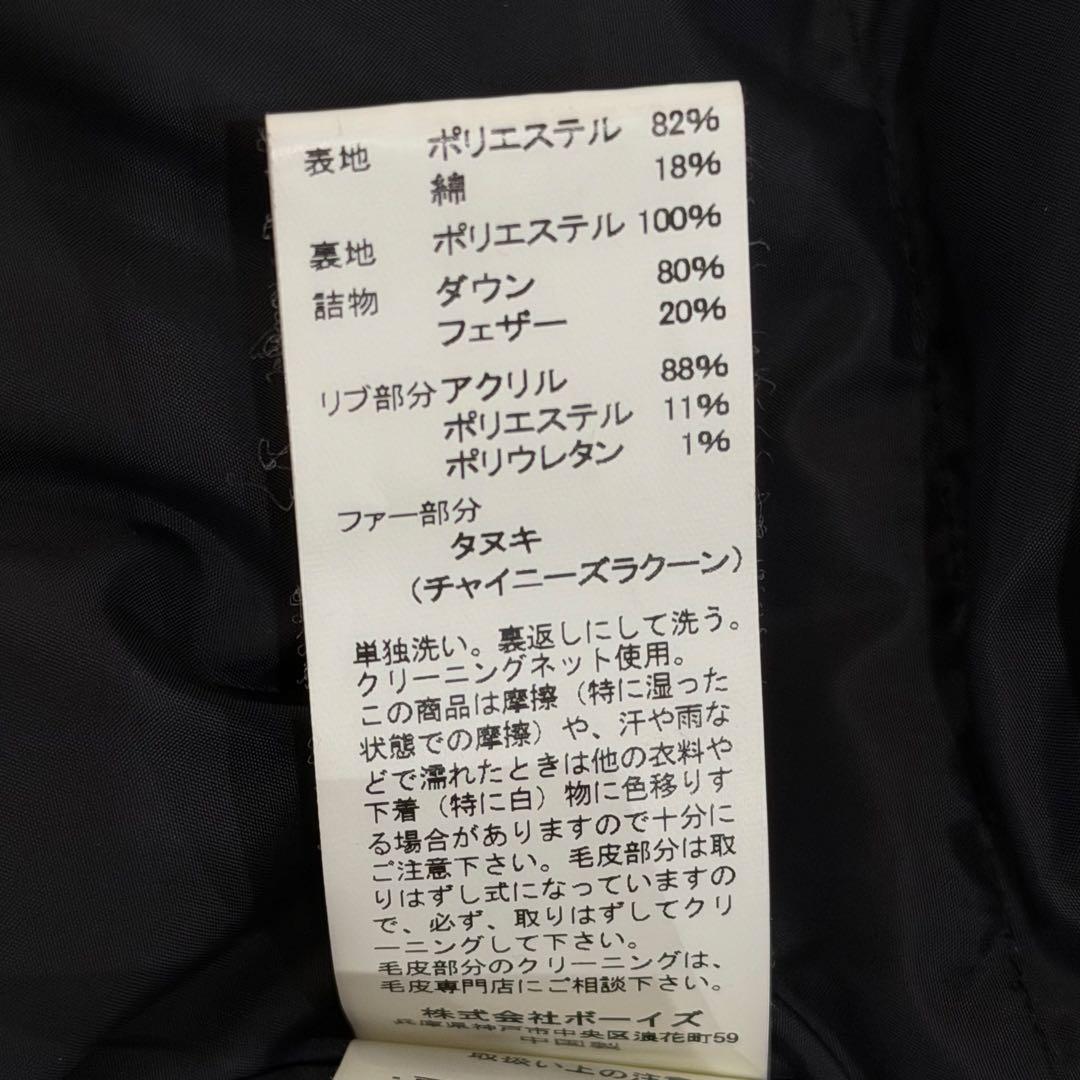 表地 ポリエステル 82%
綿 18%
裏地 ポリエステル 100%
詰物 ダウン 80%
フェザー 20%
リブ部分 アクリル 88%
ポリエステル 11%
ポリウレタン 1%
ファー部分
タヌキ
(チャイニーズラクーン)
単独洗い。裏返しにして洗う。
クリーニングネット使用。
この商品は摩擦(特に湿った
状態での摩擦)や、汗や雨な
どで濡れたときは他の衣料や
下着(特に白)物に色移りす
る場合がありますので十分に
ご注意下さい。毛皮部分は取
りはずし式になっていますの
で、必ず、取りはずしてクリ
ーニングして下さい。
毛皮部分のクリーニングは、
毛皮専門店にご相談下さい。
株式会社ボーイズ
兵庫県神戸市中央区浪花町59
中国製
取扱い上の注意